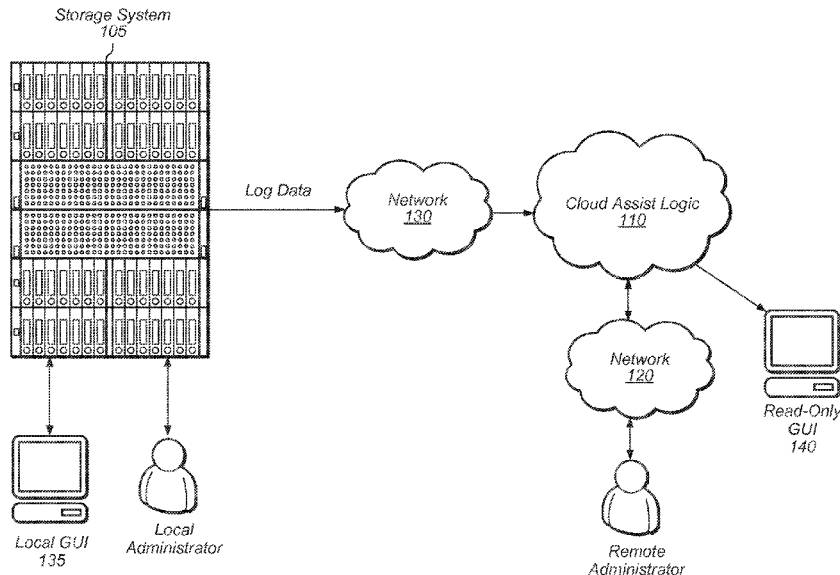 Storage System
105
Log Data
Network
130
Cloud Assist Logic
110
Network
120
Read-Only
GUI
140
Local GUI
135
Local
Administrator
Remote
Administrator